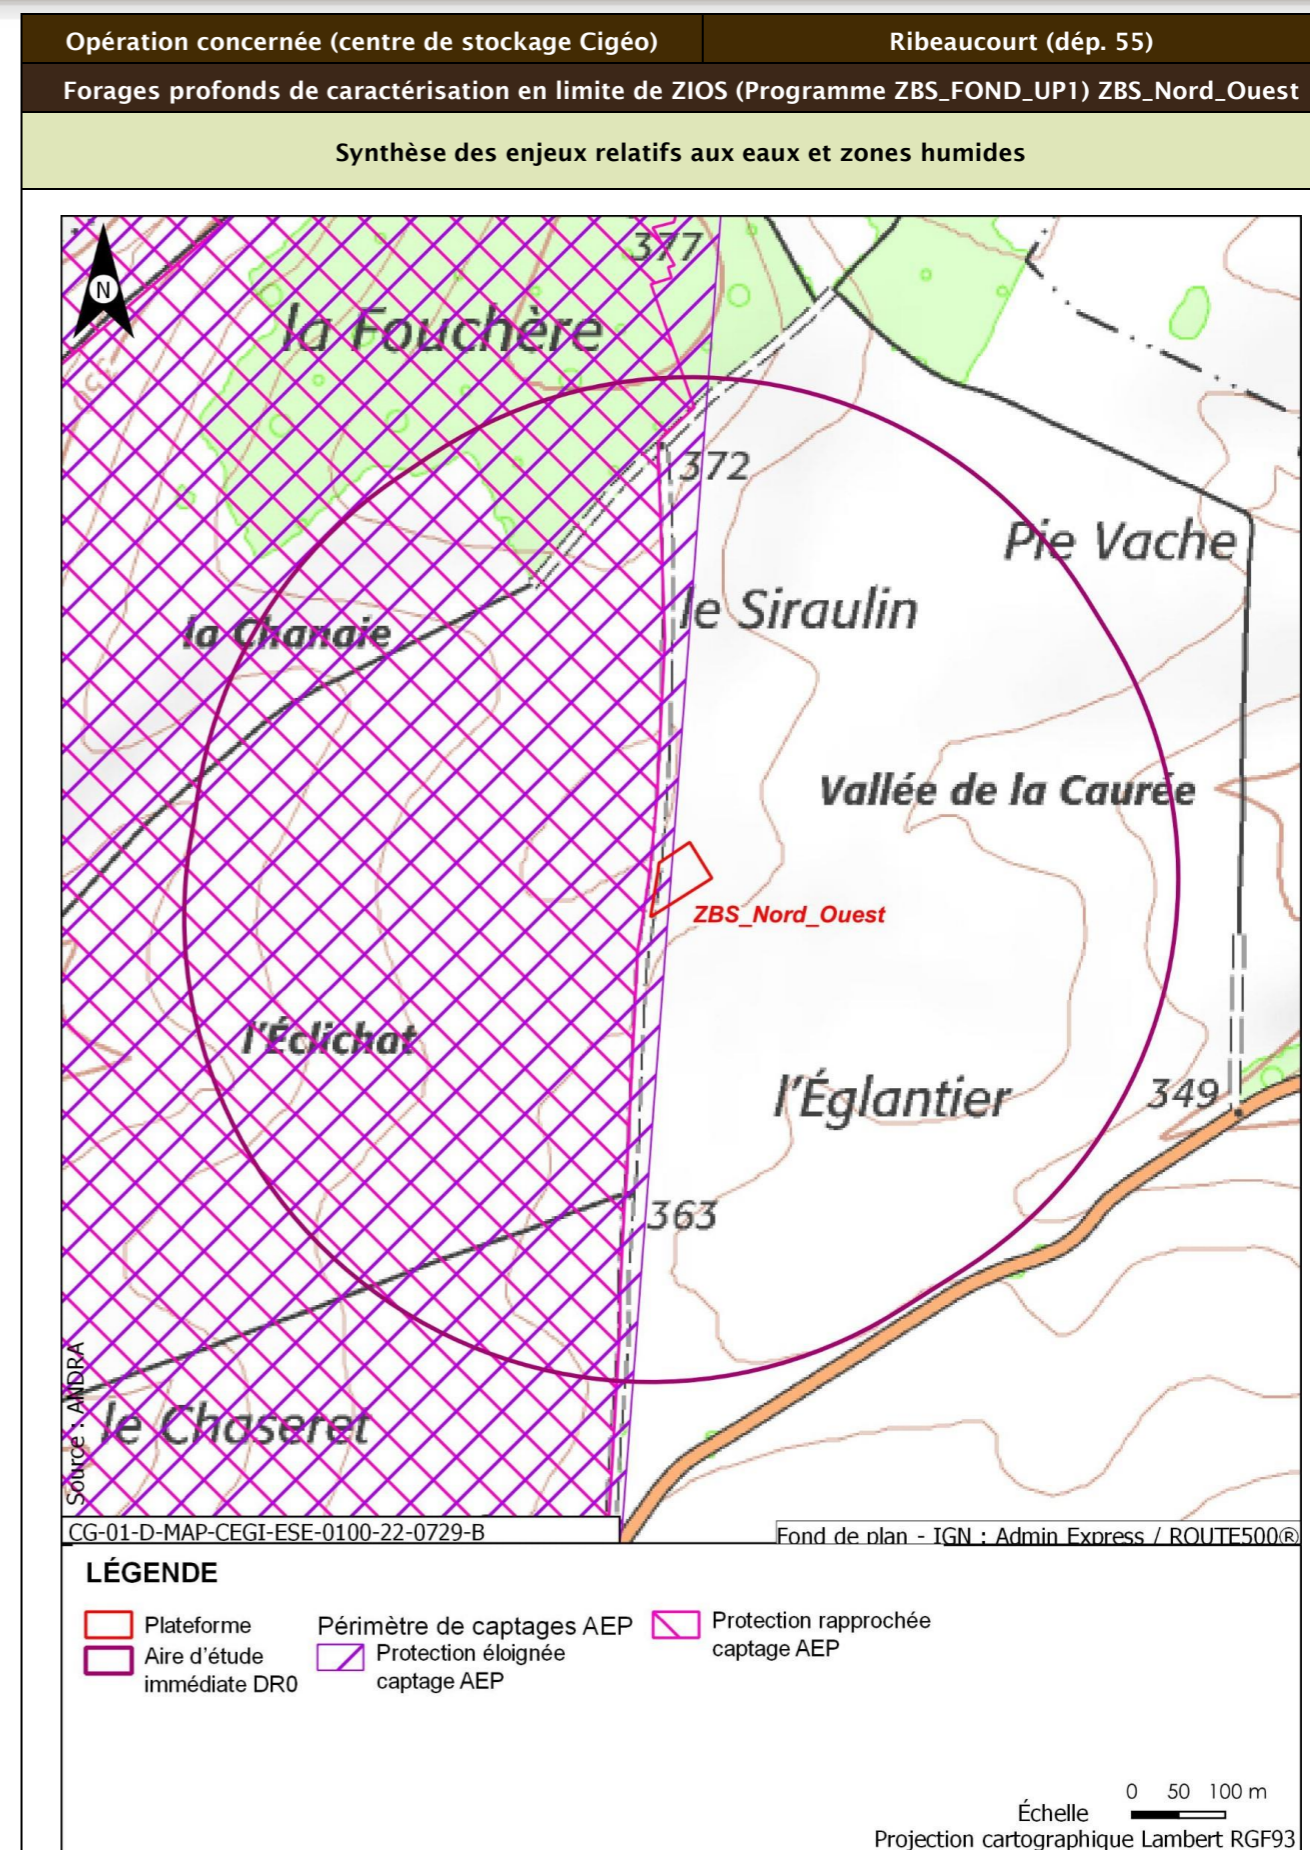 Opération concernée (centre de stockage Cigéo)
Ribeaucourt (dép. 55)
Forages profonds de caractérisation en limite de ZIOS (Programme ZBS_FOND_UP1) ZBS_Nord_Ouest
Synthèse des enjeux relatifs aux eaux et zones humides
N
377
la Fouchère
350
372
Pie Vache
le Siraulin
la Chanaie
Vallée de la Caurée
ZBS_Nord_Ouest
l'Éclichat
l'Églantier
349
363
le Chaseret
Source : ANDRA
CG-01-D-MAP-CEGI-ESE-0100-22-0729-B
Fond de plan - IGN : Admin Express / ROUTE500®
LÉGENDE
Plateforme
Aire d'étude
immédiate DR0
Périmètre de captages AEP
Protection éloignée
captage AEP
Protection rapprochée
captage AEP
0 50 100 m
Échelle
Projection cartographique Lambert RGF93